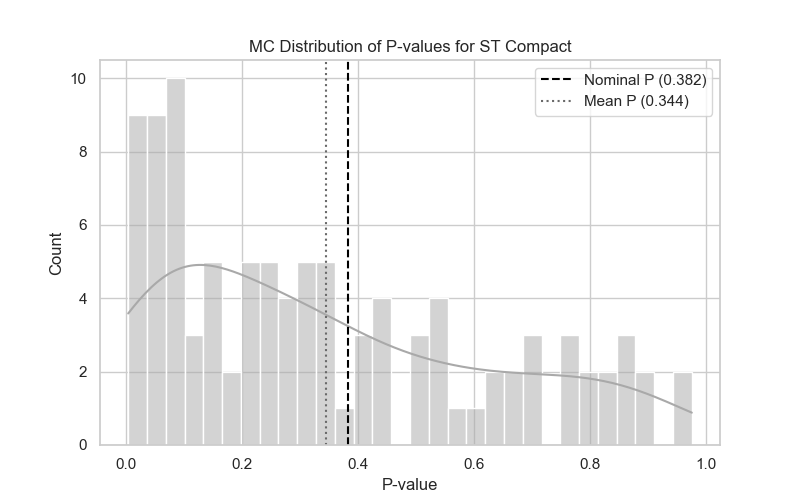 MC Distribution of P-values for ST Compact
Nominal P (0.382)
Mean P (0.344)
Count
10
8
6
4
2
0
0.0 0.2 0.4 0.6 0.8 1.0
P-value